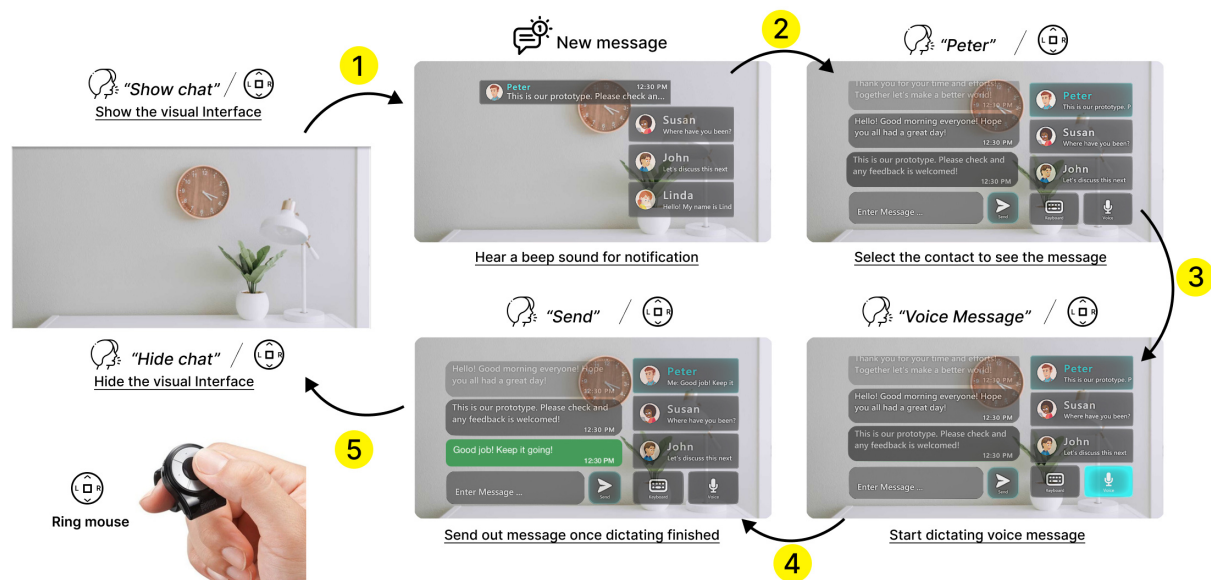 "Show chat" /
L R
Show the visual Interface
1
1
New message
Peter 12:30 PM
This is our prototype. Please check an...
Susan
Where have you been?
John
Let's discuss this next
Linda
Hello! My name is Lind
Hear a beep sound for notification
2
"Peter" /
L R
Thank you for your time and efforts!
Together let's make a better world!
12:30 PM
Hello! Good morning everyone! Hope
you all had a great day!
12:30 PM
This is our prototype. Please check and
any feedback is welcomed!
12:30 PM
Enter Message ...
Send
Peter
This is our prototype. P
Susan
Where have you been?
John
Let's discuss this next
Keyboard
Voice
Select the contact to see the message
3
"Voice Message" /
L R
Thank you for your time and efforts!
Together let's make a better world!
12:30 PM
Hello! Good morning everyone! Hope
you all had a great day!
12:30 PM
This is our prototype. Please check and
any feedback is welcomed!
12:30 PM
Enter Message ...
Send
Peter
This is our prototype. P
Susan
Where have you been?
John
Let's discuss this next
Keyboard
Voice
Start dictating voice message
4
"Send" /
L R
Hello! Good morning everyone! Hope
you all had a great day!
12:30 PM
This is our prototype. Please check and
any feedback is welcomed!
12:30 PM
Good job! Keep it going!
12:30 PM
Enter Message ...
Send
Peter
Me: Good job! Keep it
Susan
Where have you been?
John
Let's discuss this next
Keyboard
Voice
Send out message once dictating finished
5
"Hide chat" /
L R
Hide the visual Interface
L R
Ring mouse